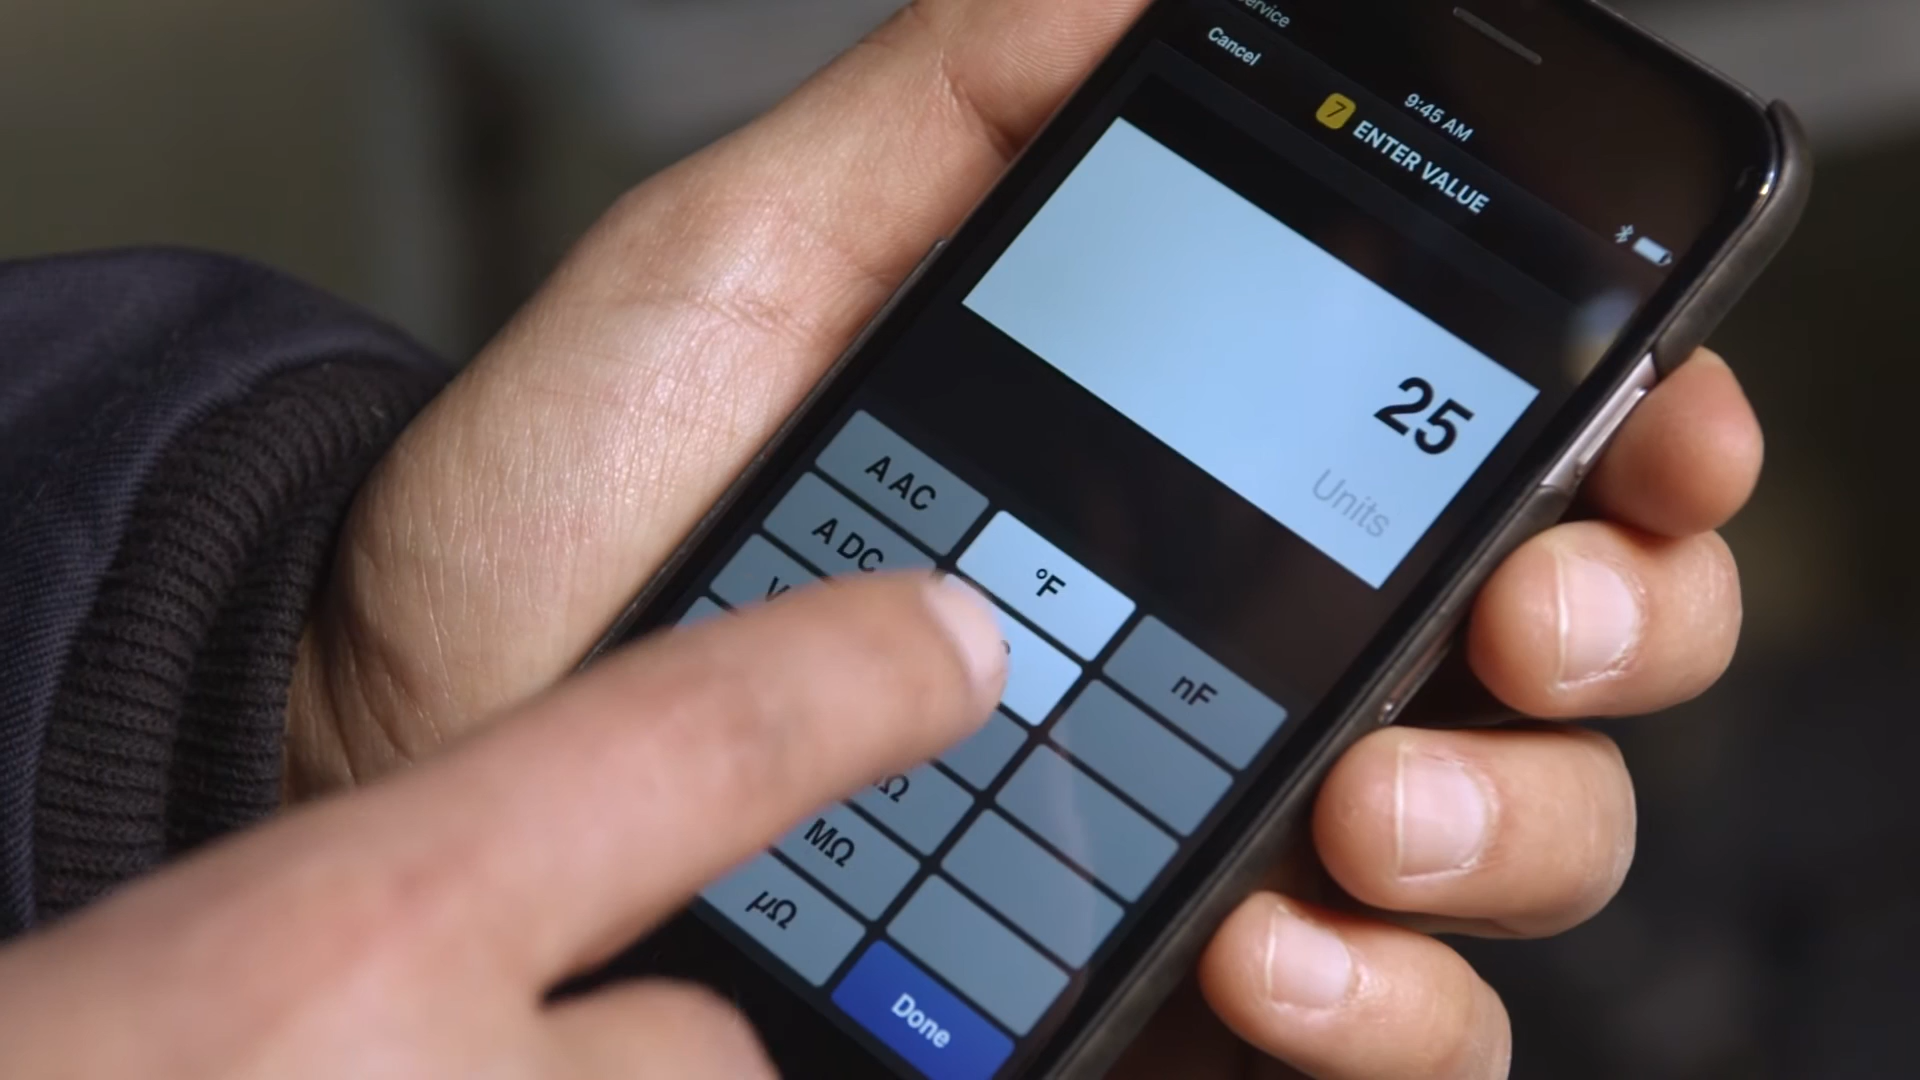 Cancel
9:45 AM
7 ENTER VALUE
25
Units
A AC
°F
nF
A DC
MΩ
µΩ
Done